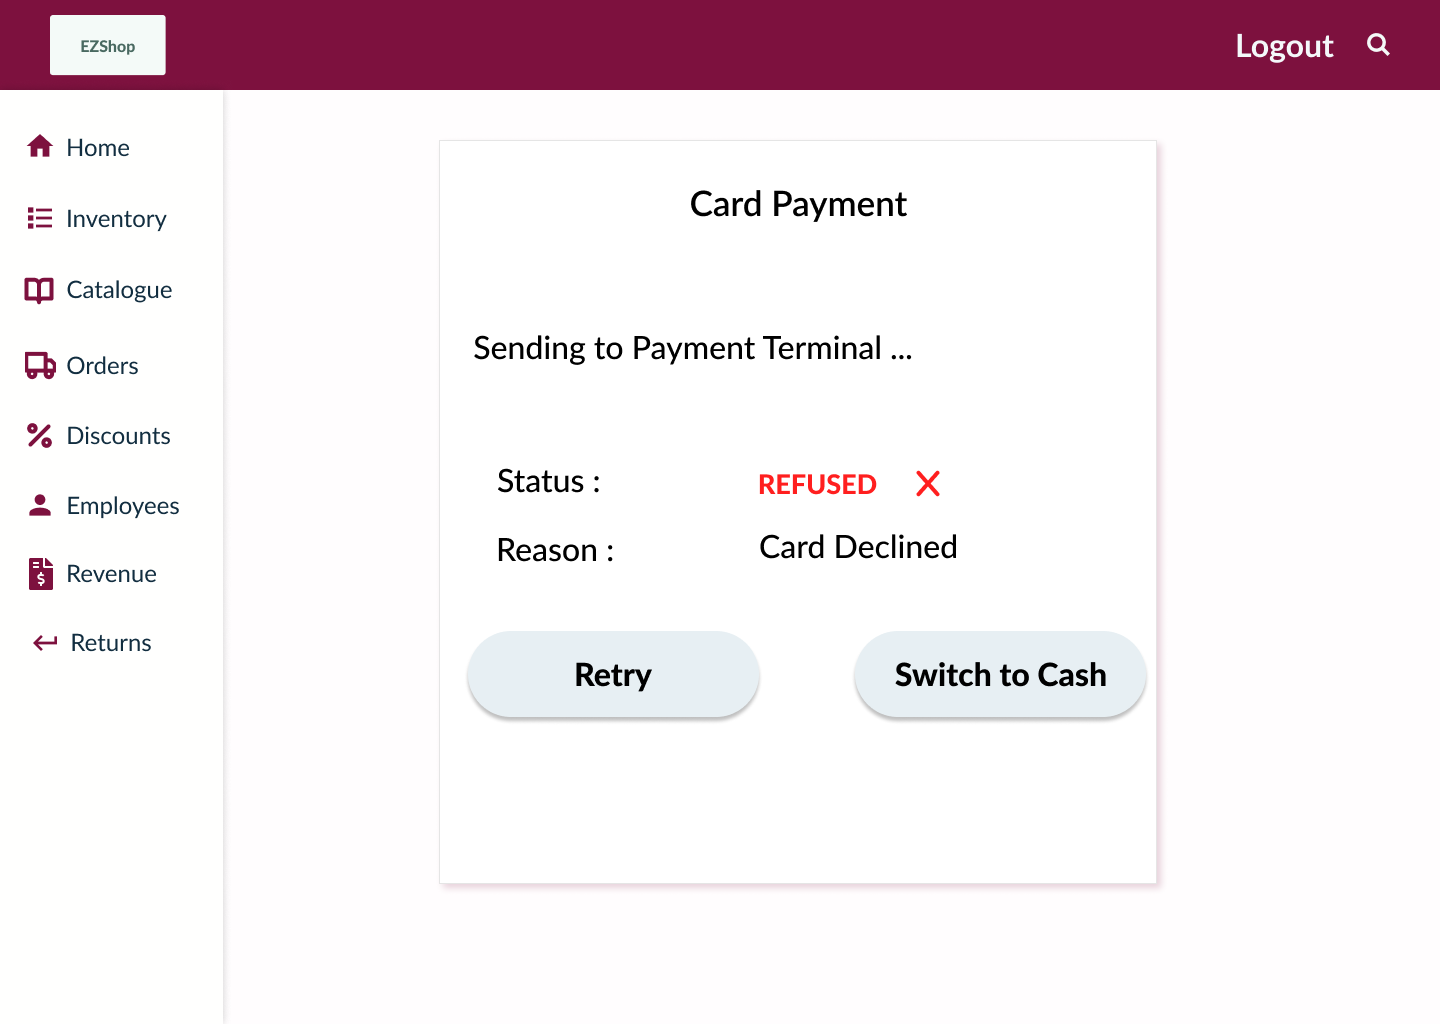 EZShop
Logout
Home
Inventory
Catalogue
Orders
Discounts
Employees
Revenue
Returns
Card Payment
Sending to Payment Terminal ...
Status : REFUSED
Reason : Card Declined
Retry
Switch to Cash